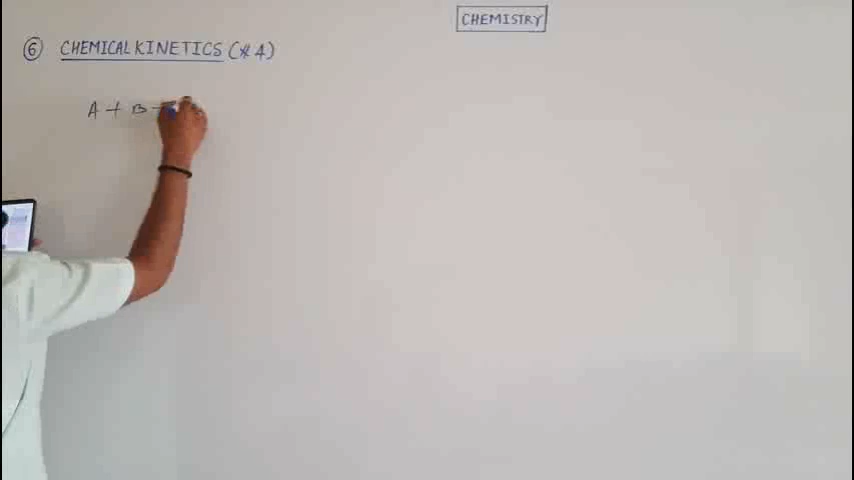 CHEMISTRY
⑥ CHEMICAL KINETICS (# 4)
A + B